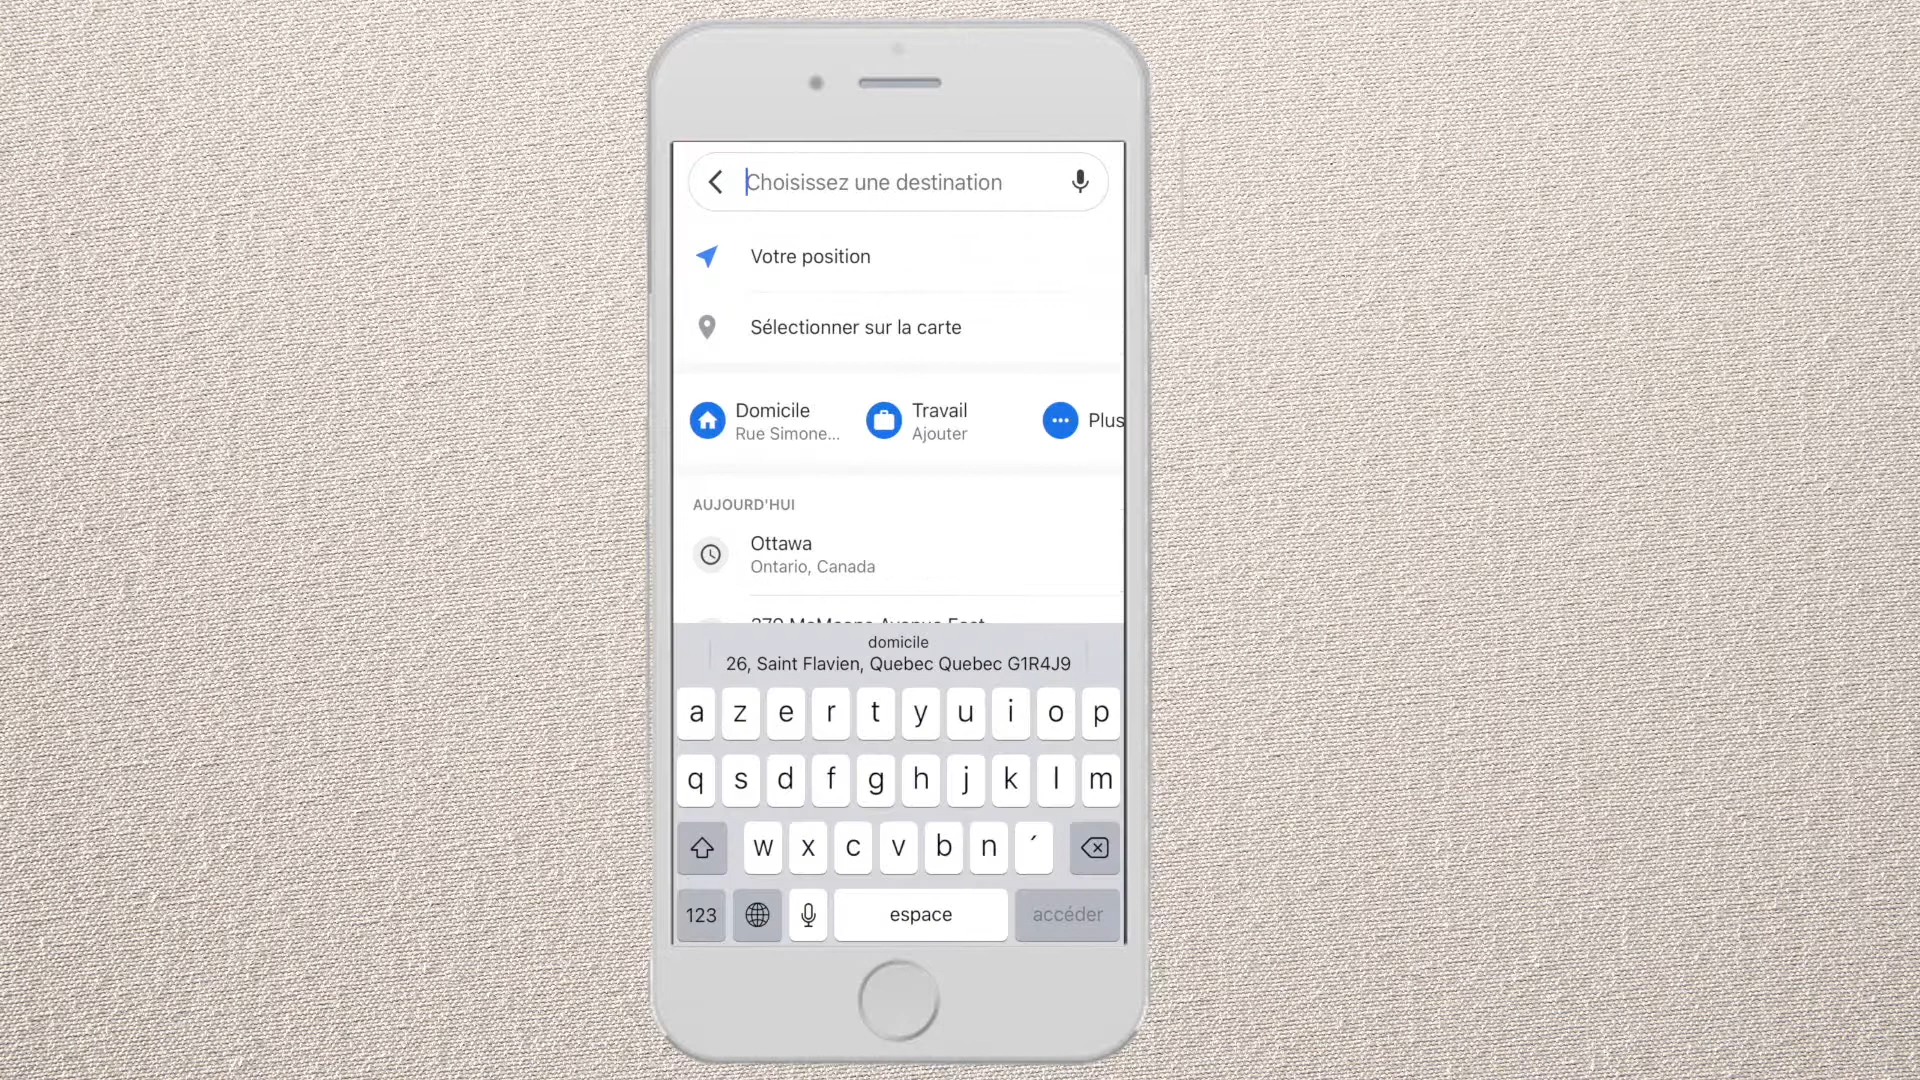 Choisissez une destination
Votre position
Sélectionner sur la carte
Domicile
Rue Simone...
Travail
Ajouter
Plus
AUJOURD'HUI
Ottawa
Ontario, Canada
domicile
26, Saint Flavien, Quebec Quebec G1R4J9
a z e r t y u i o p
q s d f g h j k l m
w x c v b n ´
123
espace
accéder